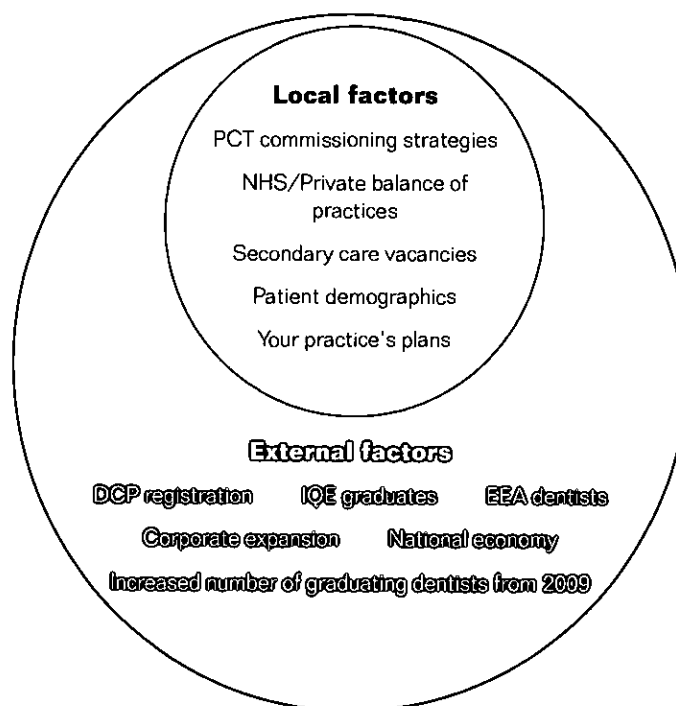 Local factors
PCT commissioning strategies
NHS/Private balance of
practices
Secondary care vacancies
Patient demographics
Your practice's plans
External factors
DCP registration IQE graduates EEA dentists
Corporate expansion National economy
Increased number of graduating dentists from 2009